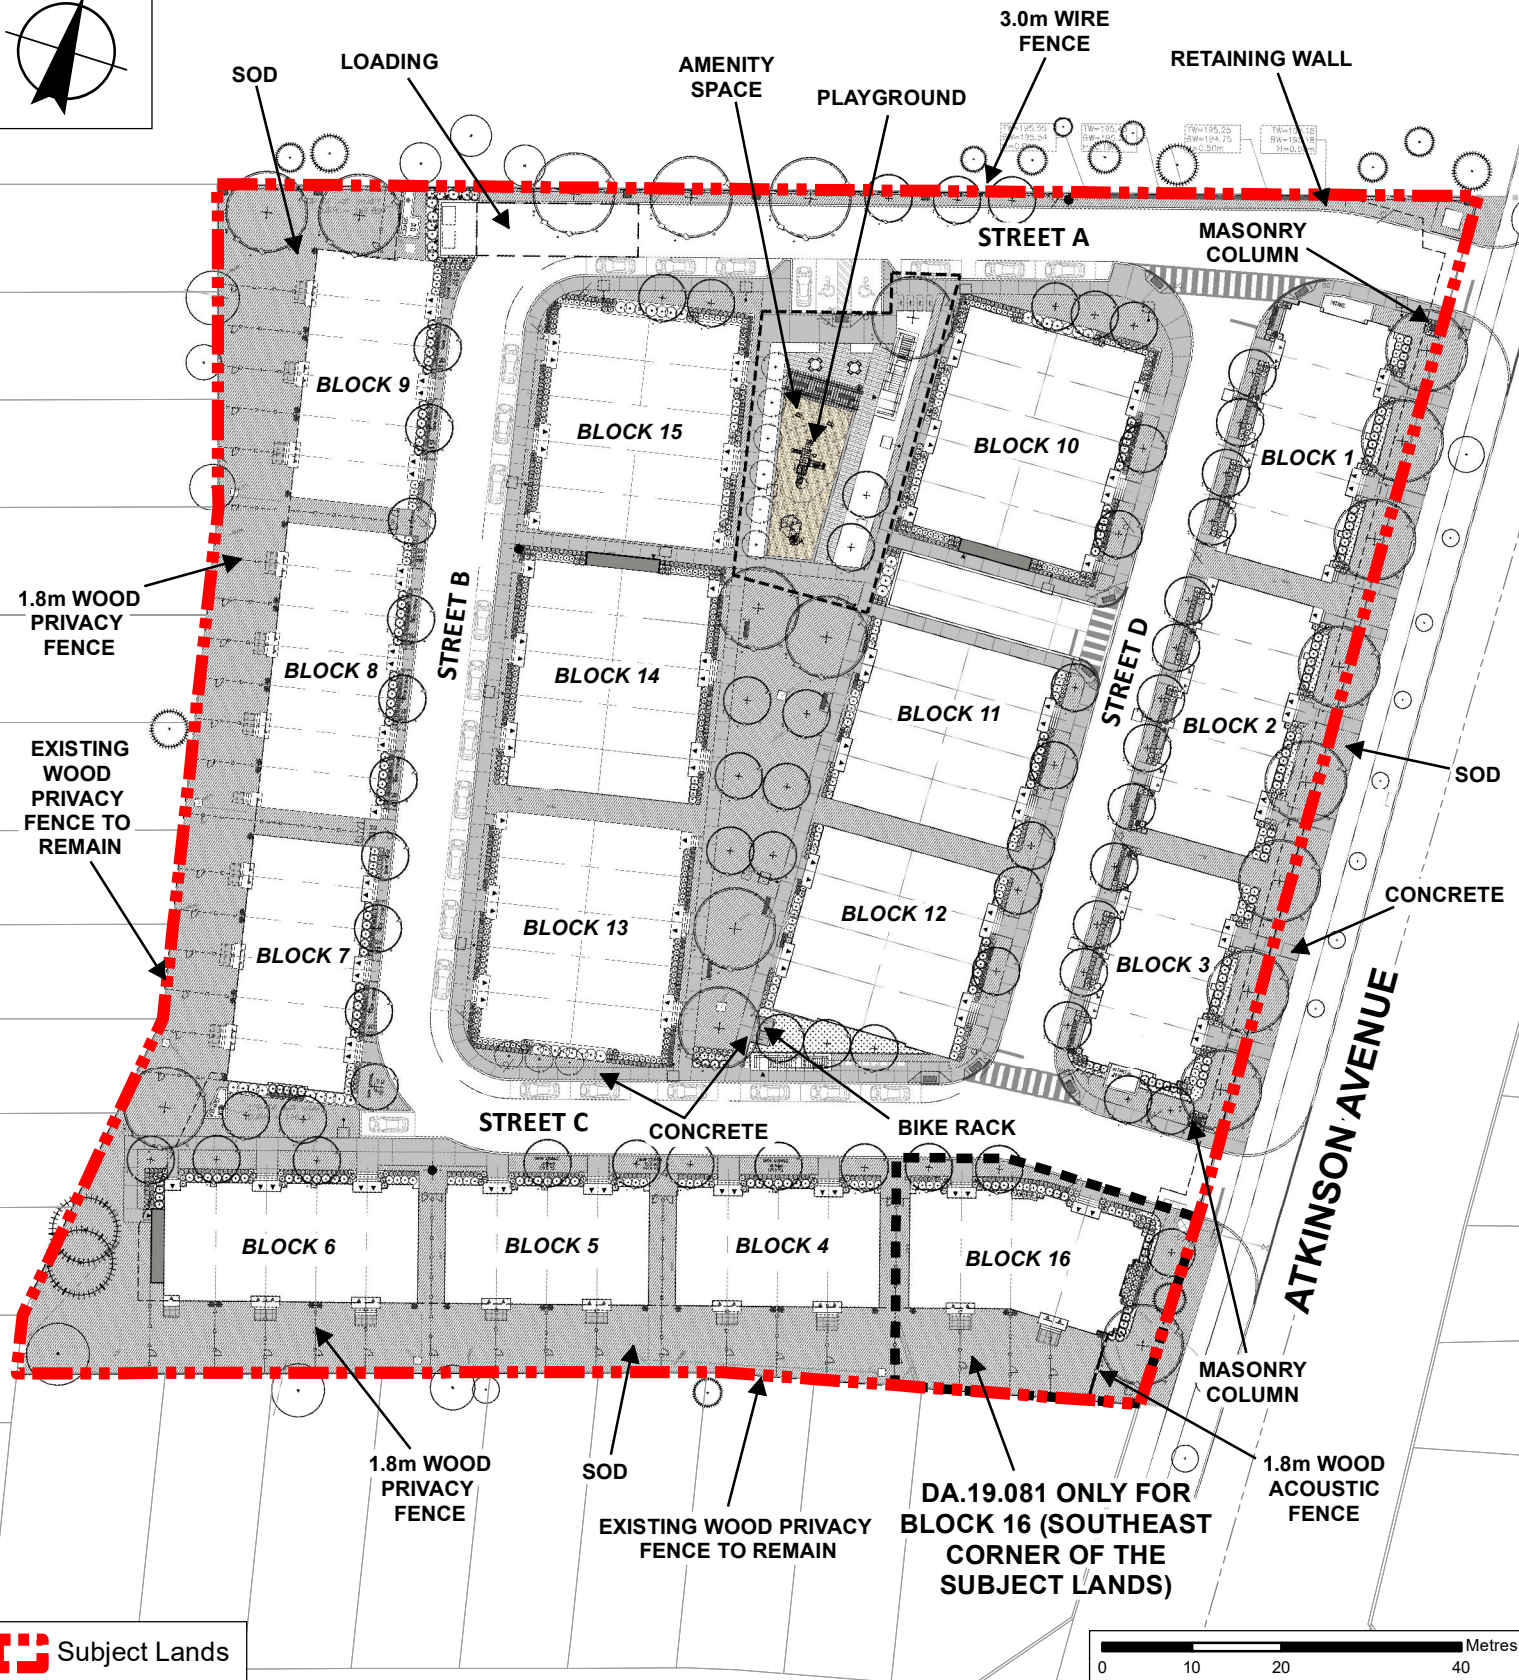 3.0m WIRE
FENCE
SOD
LOADING
AMENITY
SPACE
PLAYGROUND
RETAINING WALL
STREET A
MASONRY
COLUMN
BLOCK 9
BLOCK 15
BLOCK 10
BLOCK 1
1.8m WOOD
PRIVACY
FENCE
STREET B
BLOCK 8
BLOCK 14
BLOCK 11
STREET D
BLOCK 2
EXISTING
WOOD
PRIVACY
FENCE TO
REMAIN
SOD
CONCRETE
BLOCK 7
BLOCK 13
BLOCK 12
BLOCK 3
ATKINSON AVENUE
STREET C
CONCRETE
BIKE RACK
BLOCK 6
BLOCK 5
BLOCK 4
BLOCK 16
MASONRY
COLUMN
1.8m WOOD
PRIVACY
FENCE
SOD
EXISTING WOOD PRIVACY
FENCE TO REMAIN
DA.19.081 ONLY FOR
BLOCK 16 (SOUTHEAST
CORNER OF THE
SUBJECT LANDS)
1.8m WOOD
ACOUSTIC
FENCE
Subject Lands
Metres
0 10 20 40